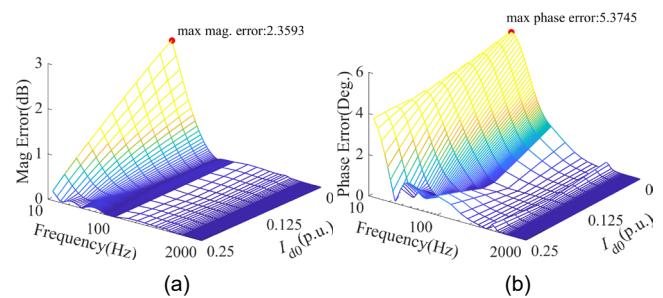 max mag. error:2.3593
3
2
1
0
Mag Error(dB)
10
100
2000
Frequency(Hz)
0.25
0.125
0
I_d0(p.u.)
(a)
max phase error:5.3745
6
4
2
0
Phase Error(Deg.)
10
100
2000
Frequency(Hz)
0.25
0.125
0
I_d0(p.u.)
(b)